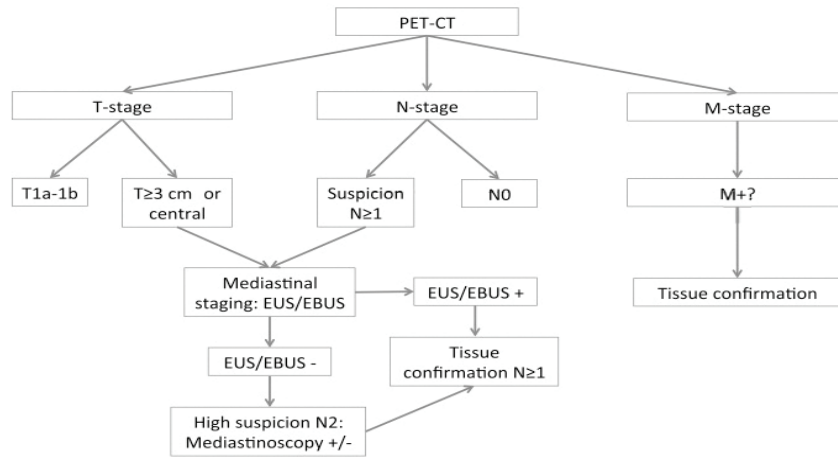 PET-CT
T-stage
N-stage
M-stage
T1a-1b
T≥3 cm or
central
Suspicion
N≥1
N0
M+?
Mediastinal
staging: EUS/EBUS
EUS/EBUS +
Tissue confirmation
EUS/EBUS -
Tissue
confirmation N≥1
High suspicion N2:
Mediastinoscopy +/-